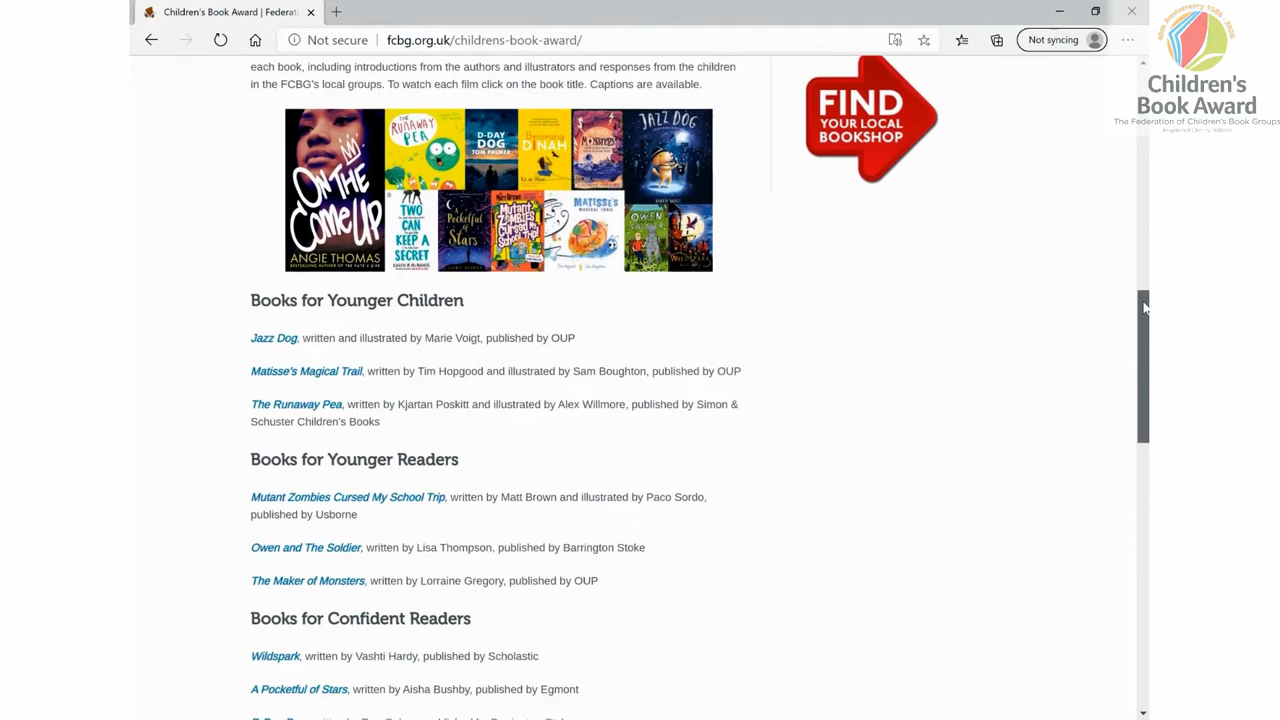 Children's Book Award | Federat
Not secure
fcbg.org.uk/childrens-book-award/
Not syncing
Children's
Book Award
The Federation of Children's Book Groups
each book, including introductions from the authors and illustrators and responses from the children
in the FCBG's local groups. To watch each film click on the book title. Captions are available.
FIND
YOUR LOCAL
BOOKSHOP
ON THE
COME UP
ANGIE THOMAS
THE
RUNAWAY
PEA
D-DAY
DOG
TOM PALMER
Becoming
DINAH
JAZZ DOG
MARIE VOIGT
TWO
CAN
KEEP A
SECRET
A Pocketful
of
Stars
Matt Brown
Mutant
Zombies
Cursed My
School Trip!
MATISSE'S
MAGICAL TRAIL
OWEN
WILDSPARK
Books for Younger Children
Jazz Dog, written and illustrated by Marie Voigt, published by OUP
Matisse's Magical Trail, written by Tim Hopgood and illustrated by Sam Boughton, published by OUP
The Runaway Pea, written by Kjartan Poskitt and illustrated by Alex Willmore, published by Simon &
Schuster Children's Books
Books for Younger Readers
Mutant Zombies Cursed My School Trip, written by Matt Brown and illustrated by Paco Sordo,
published by Usborne
Owen and The Soldier, written by Lisa Thompson, published by Barrington Stoke
The Maker of Monsters, written by Lorraine Gregory, published by OUP
Books for Confident Readers
Wildspark, written by Vashti Hardy, published by Scholastic
A Pocketful of Stars, written by Aisha Bushby, published by Egmont